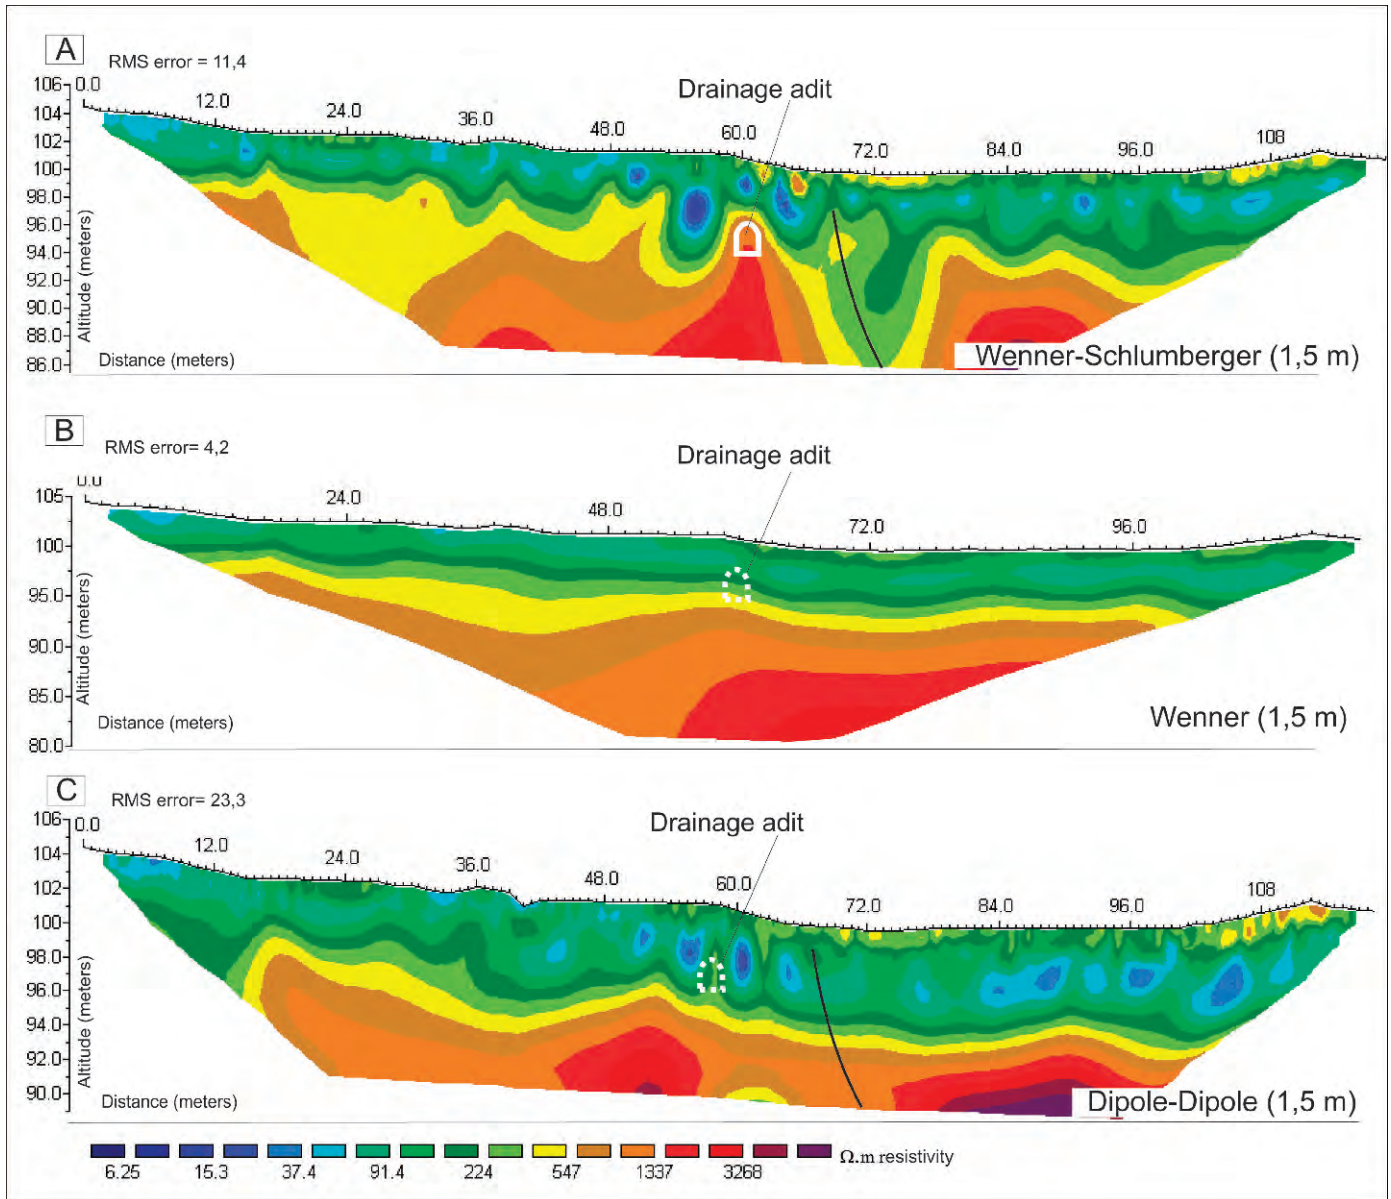 A
RMS error = 11,4
Drainage adit
106
0.0
12.0
24.0
36.0
48.0
60.0
72.0
84.0
96.0
108
104
102
100
98.0
96.0
94.0
92.0
90.0
88.0
86.0
Altitude (meters)
Distance (meters)
Wenner-Schlumberger (1,5 m)
B
RMS error= 4,2
Drainage adit
0.0
24.0
48.0
72.0
96.0
105
100
95.0
90.0
85.0
80.0
Altitude (meters)
Distance (meters)
Wenner (1,5 m)
C
RMS error= 23,3
Drainage adit
106
0.0
12.0
24.0
36.0
48.0
60.0
72.0
84.0
96.0
108
104
102
100
98.0
96.0
94.0
92.0
90.0
Altitude (meters)
Distance (meters)
Dipole-Dipole (1,5 m)
6.25 15.3 37.4 91.4 224 547 1337 3268 Ω.m resistivity